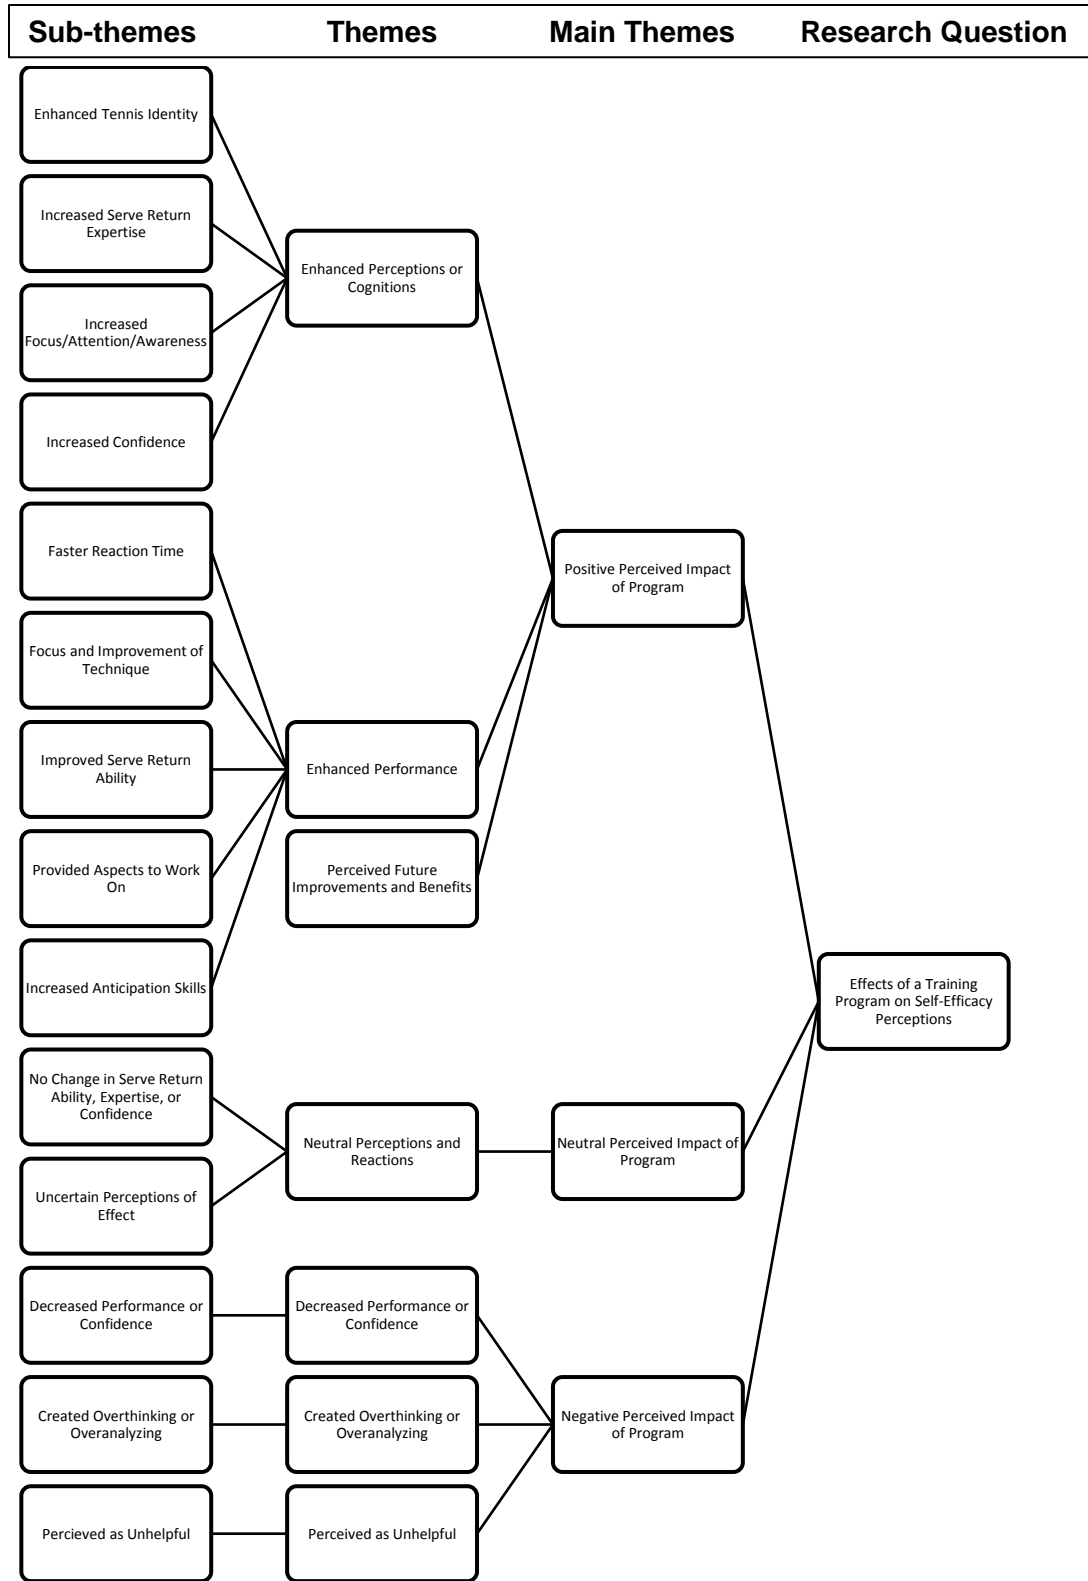 Sub-themes Themes Main Themes Research Question
Enhanced Tennis Identity
Increased Serve Return
Expertise
Increased
Focus/Attention/Awareness
Increased Confidence
Faster Reaction Time
Focus and Improvement of
Technique
Improved Serve Return
Ability
Provided Aspects to Work
On
Increased Anticipation Skills
No Change in Serve Return
Ability, Expertise, or
Confidence
Uncertain Perceptions of
Effect
Decreased Performance or
Confidence
Created Overthinking or
Overanalyzing
Percieved as Unhelpful
Enhanced Perceptions or
Cognitions
Enhanced Performance
Perceived Future
Improvements and Benefits
Neutral Perceptions and
Reactions
Decreased Performance or
Confidence
Created Overthinking or
Overanalyzing
Perceived as Unhelpful
Positive Perceived Impact
of Program
Neutral Perceived Impact of
Program
Negative Perceived Impact
of Program
Effects of a Training
Program on Self-Efficacy
Perceptions